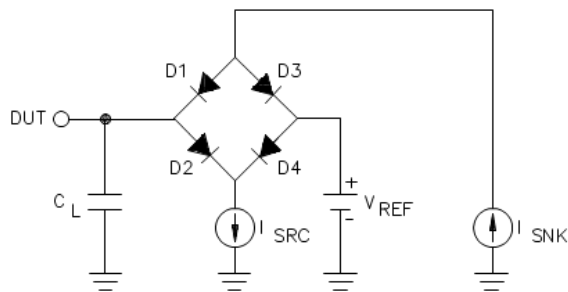 D1
D3
DUT
D2
D4
C L
I SRC
+
-
V REF
I SNK